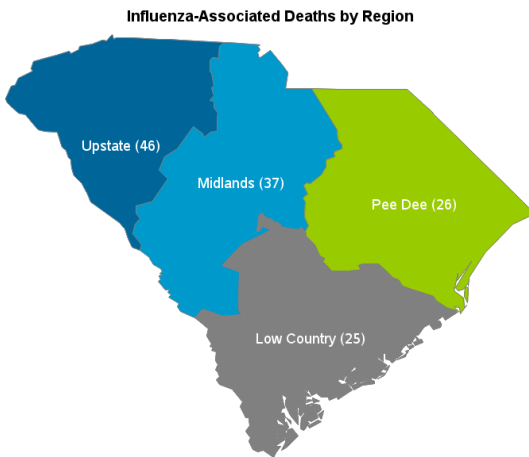 Influenza-Associated Deaths by Region
Upstate (46)
Midlands (37)
Pee Dee (26)
Low Country (25)